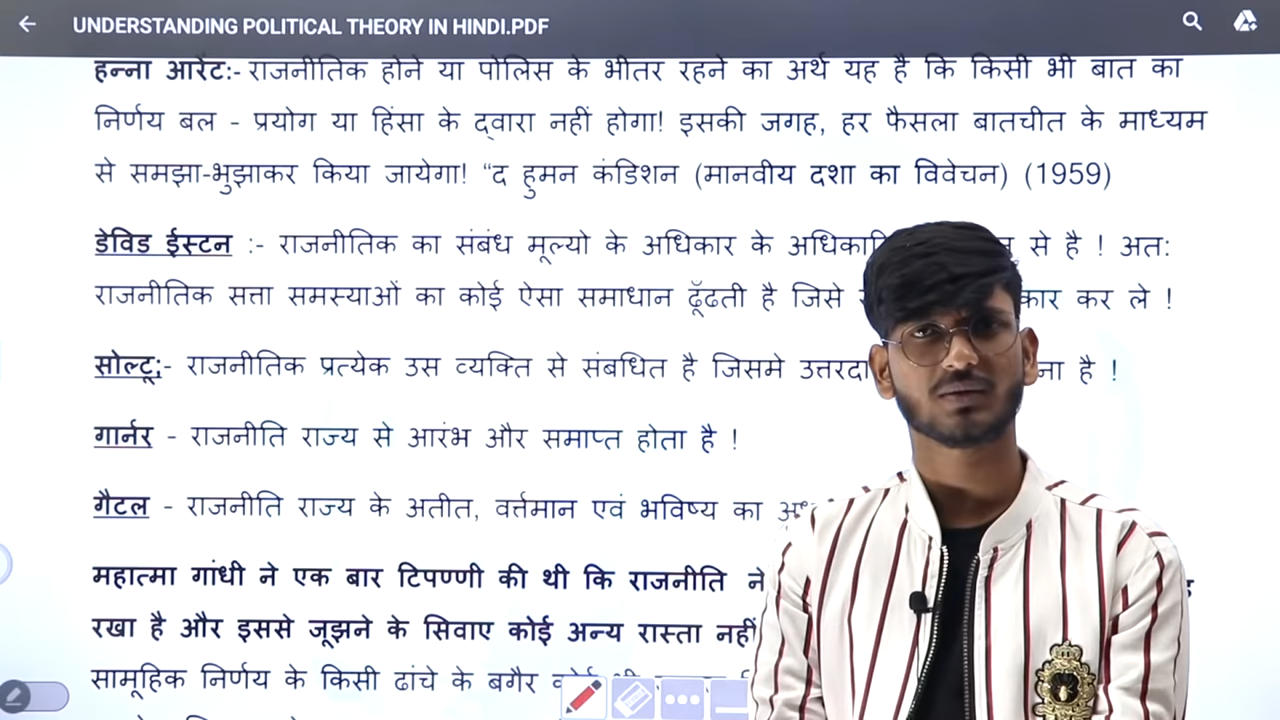 UNDERSTANDING POLITICAL THEORY IN HINDI.PDF
हन्ना आरेंटः- राजनीतिक होने या पोलिस के भीतर रहने का अर्थ यह है कि किसी भी बात का
निर्णय बल - प्रयोग या हिंसा के द्वारा नहीं होगा! इसकी जगह, हर फैसला बातचीत के माध्यम
से समझा-भुझाकर किया जायेगा! “द हुमन कंडिशन (मानवीय दशा का विवेचन) (1959)
डेविड ईस्टन :- राजनीतिक का संबंध मूल्यो के अधिकार के से है ! अत:
राजनीतिक सत्ता समस्याओं का कोई ऐसा समाधान ढूँढती है जिसे कर ले !
सोल्टू:- राजनीतिक प्रत्येक उस व्यक्ति से संबधित है जिसमे है !
गार्नर - राजनीति राज्य से आरंभ और समाप्त होता है !
गैटल - राजनीति राज्य के अतीत, वर्त्तमान एवं भविष्य का
महात्मा गांधी ने एक बार टिपण्णी की थी कि राजनीति ने
रखा है और इससे जूझने के सिवाए कोई अन्य रास्ता नहीं
सामूहिक निर्णय के किसी ढांचे के बगैर